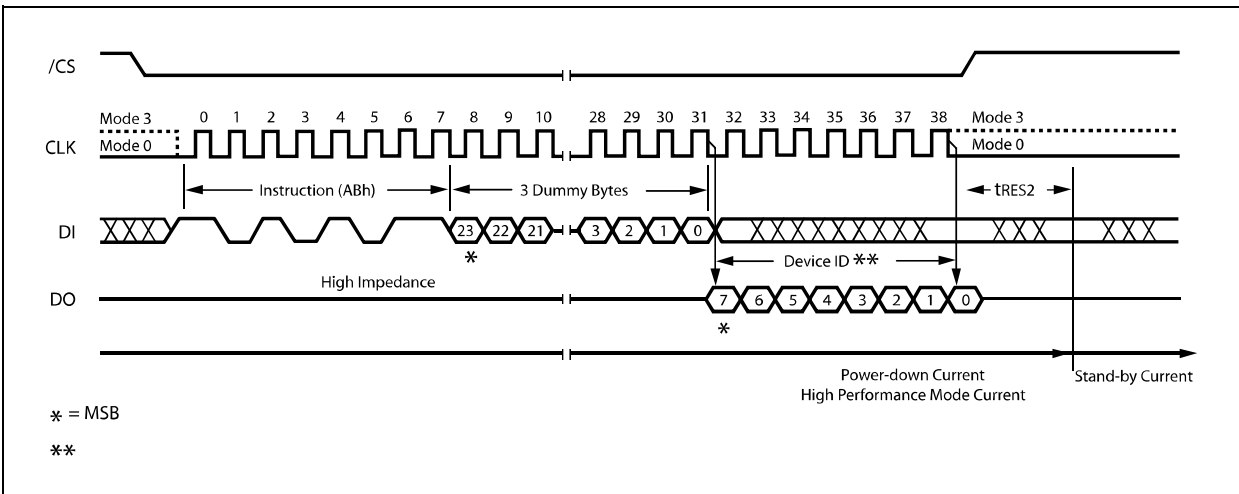 /CS
Mode 3
0 1 2 3 4 5 6 7 8 9 10 28 29 30 31 32 33 34 35 36 37 38
Mode 3
CLK
Mode 0
Mode 0
Instruction (ABh)
3 Dummy Bytes
tRES2
DI
23 22 21 3 2 1 0
*
Device ID **
High Impedance
DO
7 6 5 4 3 2 1 0
*
Power-down Current
High Performance Mode Current
Stand-by Current
* = MSB
**